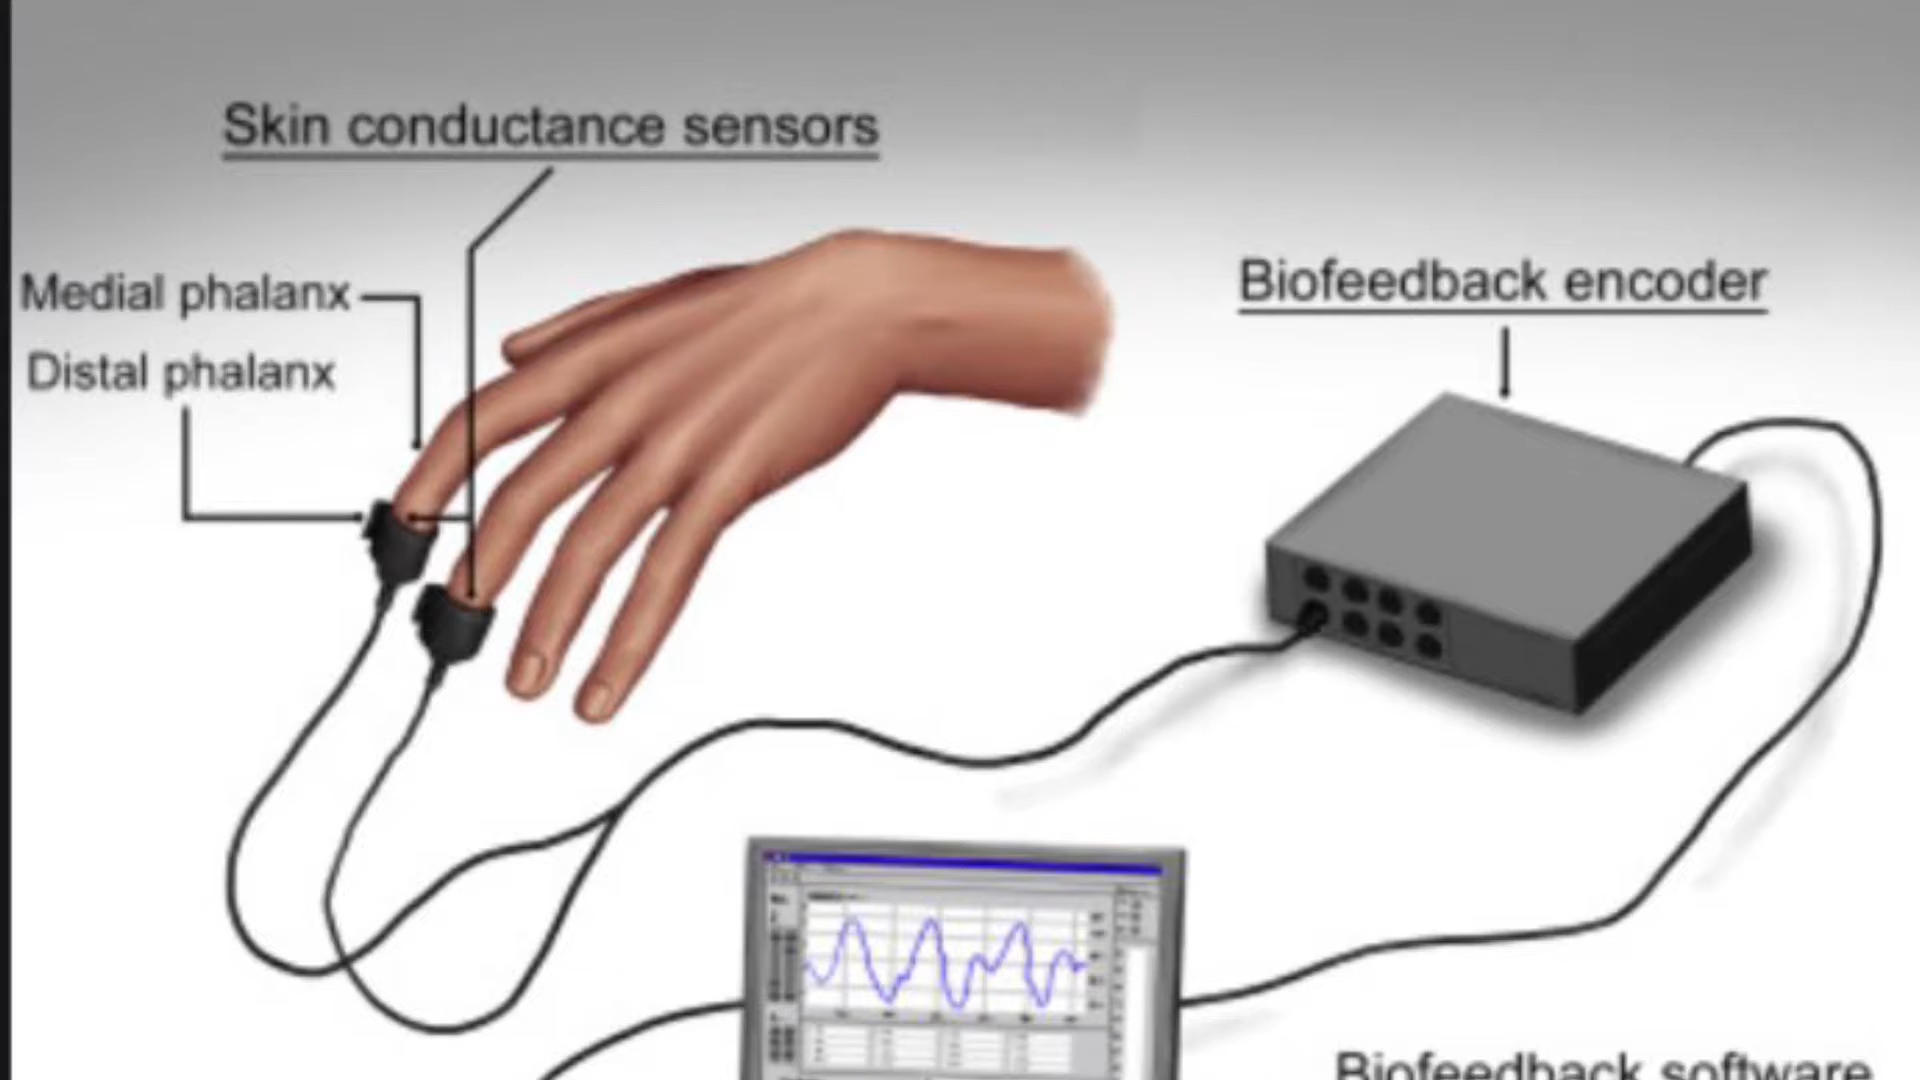 Skin conductance sensors
Medial phalanx
Distal phalanx
Biofeedback encoder
Biofeedback software